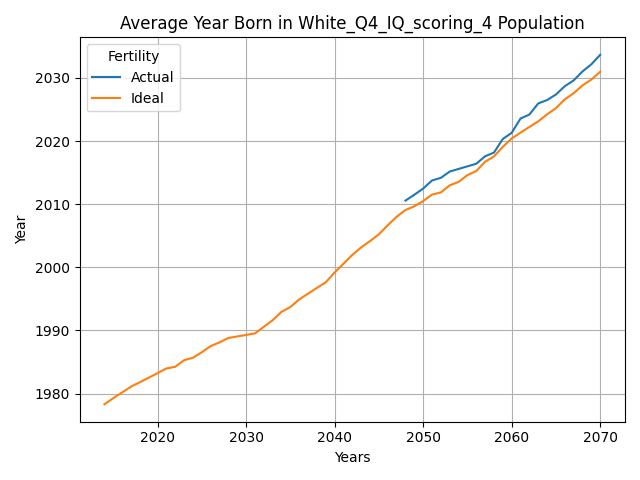 Average Year Born in White_Q4_IQ_scoring_4 Population
Fertility
Actual
Ideal
Year
2030
2020
2010
2000
1990
1980
2020 2030 2040 2050 2060 2070
Years